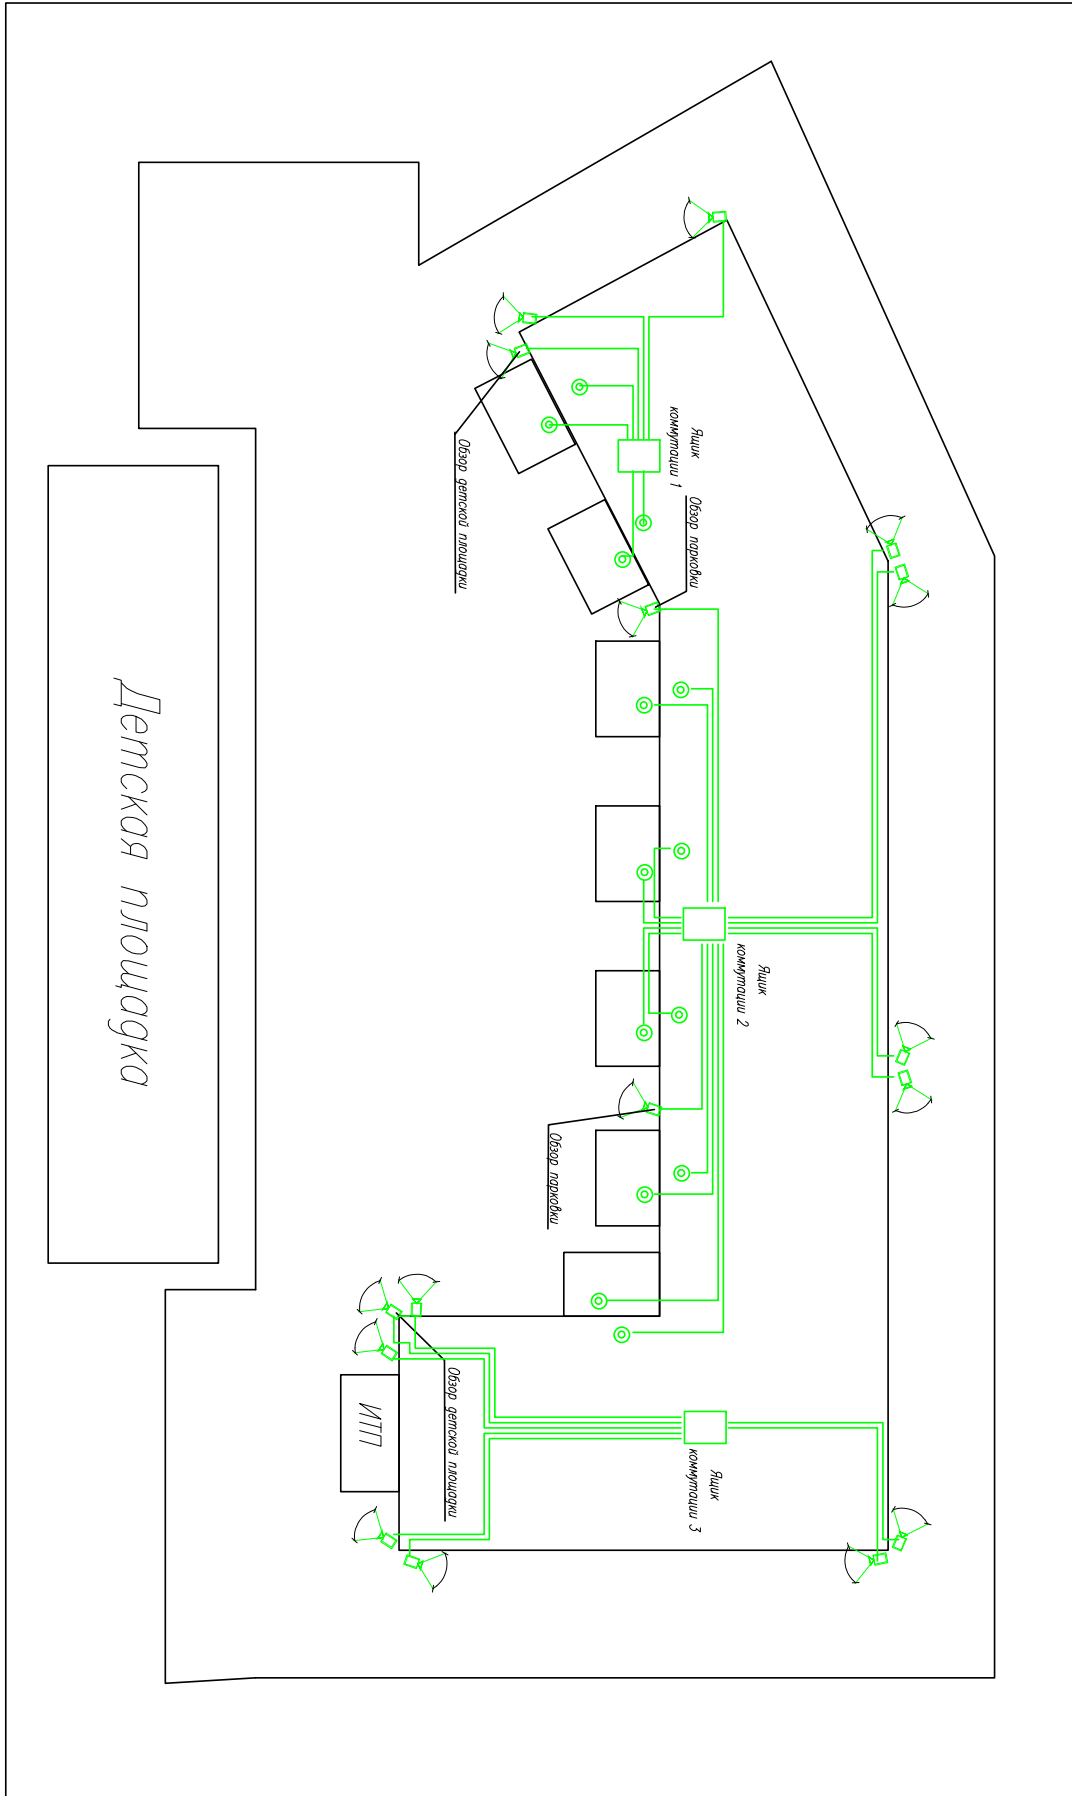 Ящик
коммутации 1
Обзор парковки
Обзор детской площадки
Ящик
коммутации 2
Детская площадка
Обзор парковки
ИТП
Обзор детской площадки
Ящик
коммутации 3